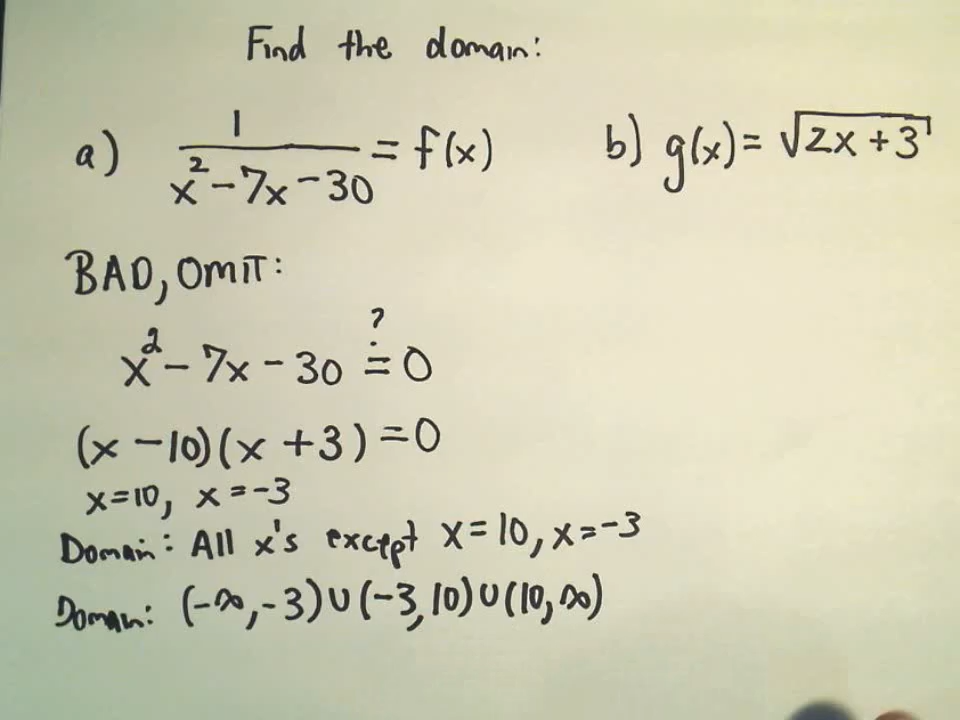 Find the domain:
a) 1/(x² - 7x - 30) = f(x)
b) g(x) = √(2x + 3)
BAD, OMIT:
x² - 7x - 30 ≟ 0
(x - 10)(x + 3) = 0
x = 10, x = -3
Domain: All x's except x = 10, x = -3
Domain: (-∞, -3) ∪ (-3, 10) ∪ (10, ∞)